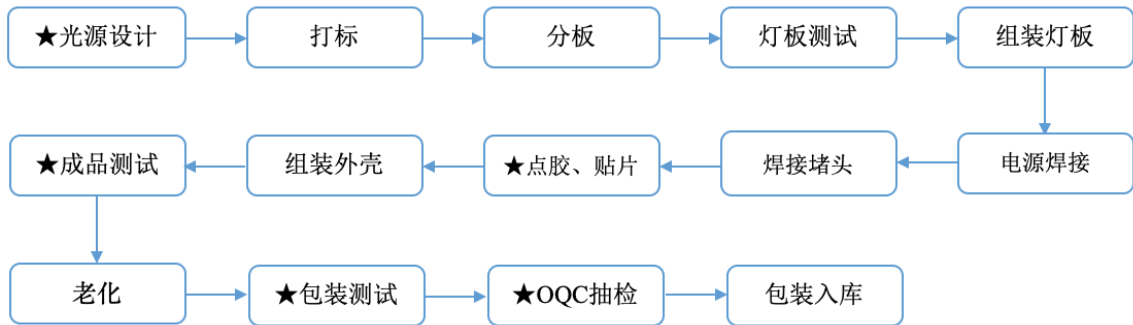 ★光源设计
打标
分板
灯板测试
组装灯板
★成品测试
组装外壳
★点胶、贴片
焊接堵头
电源焊接
老化
★包装测试
★OQC抽检
包装入库